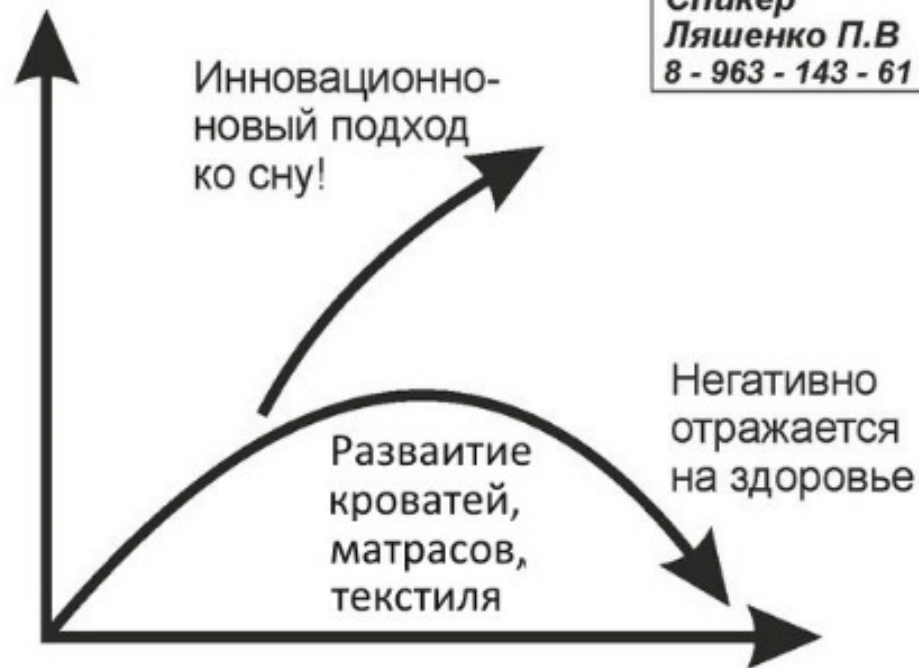 Спикер
Ляшенко П.В
8 - 963 - 143 - 61
Инновационно-
новый подход
ко сну!
Негативно
отражается
на здоровье
Разваитие
кроватей,
матрасов,
текстиля